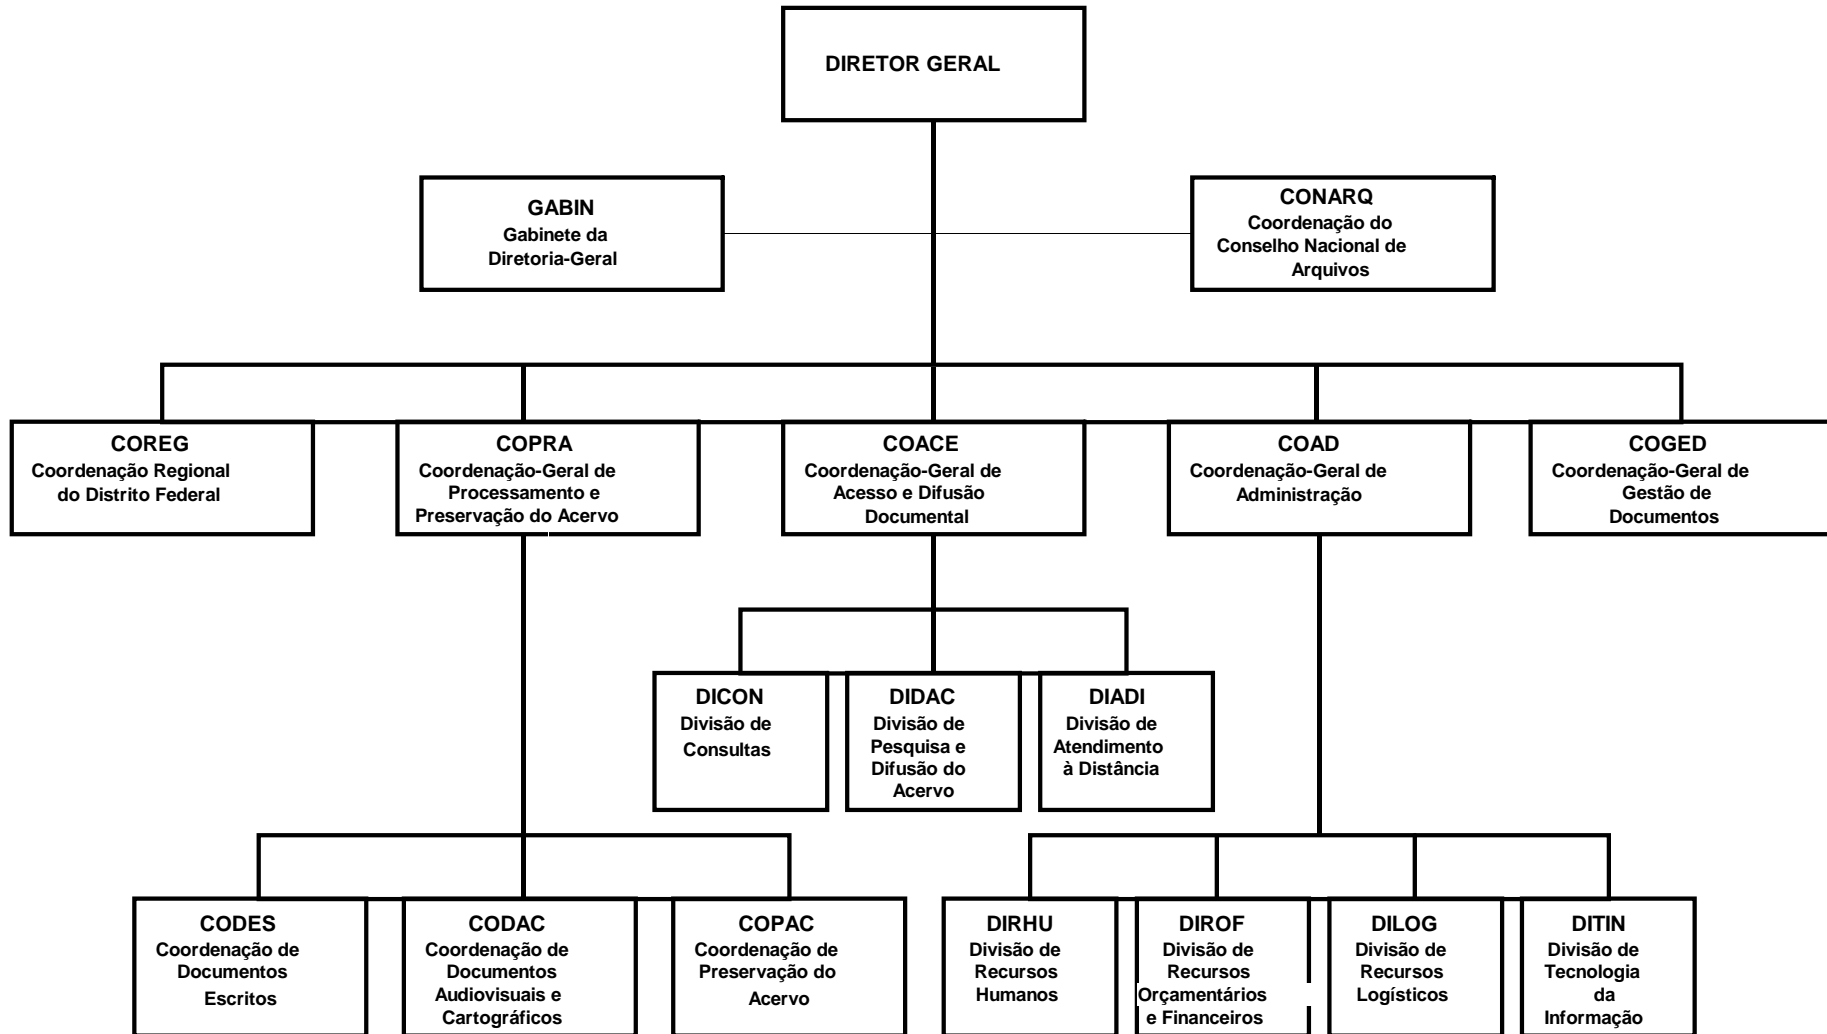 DIRETOR GERAL
GABIN
Gabinete da
Diretoria-Geral
CONARQ
Coordenação do
Conselho Nacional de
Arquivos
COREG
Coordenação Regional
do Distrito Federal
COPRA
Coordenação-Geral de
Processamento e
Preservação do Acervo
COACE
Coordenação-Geral de
Acesso e Difusão
Documental
COAD
Coordenação-Geral de
Administração
COGED
Coordenação-Geral de
Gestão de
Documentos
DICON
Divisão de
Consultas
DIDAC
Divisão de
Pesquisa e
Difusão do
Acervo
DIADI
Divisão de
Atendimento
à Distância
CODES
Coordenação de
Documentos
Escritos
CODAC
Coordenação de
Documentos
Audiovisuais e
Cartográficos
COPAC
Coordenação de
Preservação do
Acervo
DIRHU
Divisão de
Recursos
Humanos
DIROF
Divisão de
Recursos
Orçamentários
e Financeiros
DILOG
Divisão de
Recursos
Logísticos
DITIN
Divisão de
Tecnologia
da
Informação